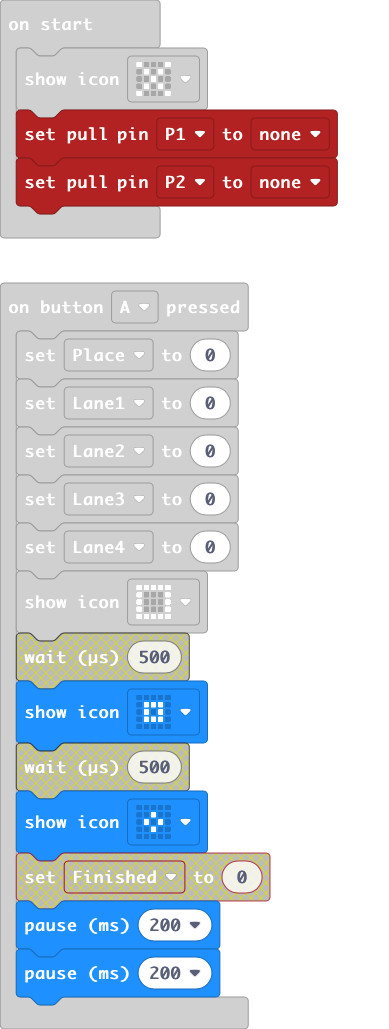 on start
show icon
set pull pin P1 to none
set pull pin P2 to none
on button A pressed
set Place to 0
set Lane1 to 0
set Lane2 to 0
set Lane3 to 0
set Lane4 to 0
show icon
wait (µs) 500
show icon
wait (µs) 500
show icon
set Finished to 0
pause (ms) 200
pause (ms) 200